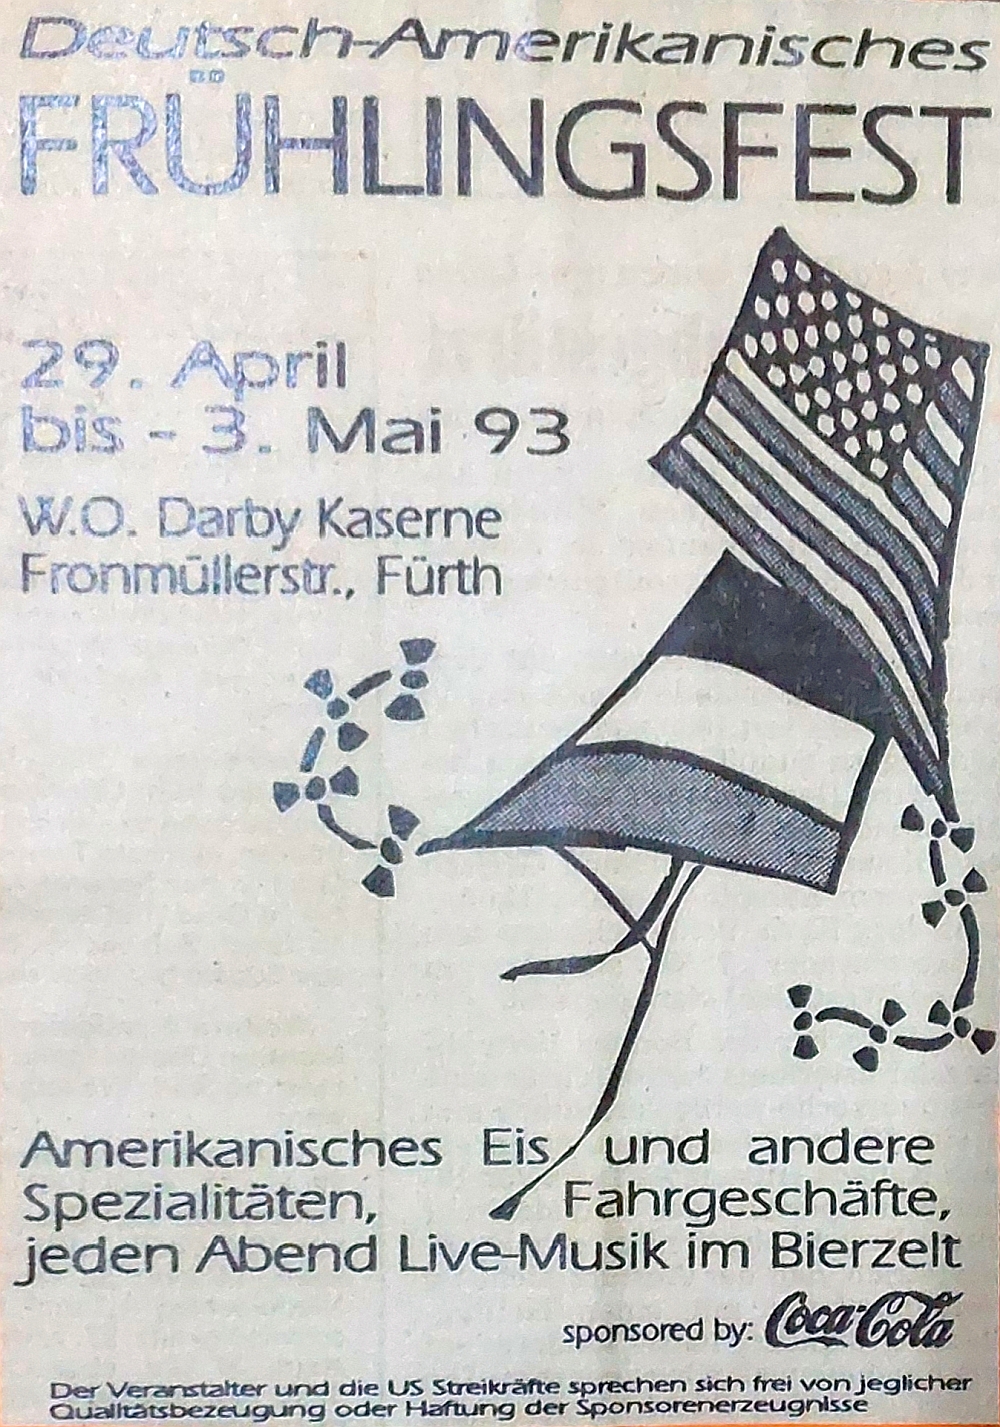 Deutsch-Amerikanisches
FRÜHLINGSFEST
29. April
bis - 3. Mai 93
W.O. Darby Kaserne
Fronmüllerstr., Fürth
Amerikanisches Eis und andere
Spezialitäten, Fahrgeschäfte,
jeden Abend Live-Musik im Bierzelt
sponsored by: Coca-Cola
Der Veranstalter und die US Streikräfte sprechen sich frei von jeglicher
Qualitätsbezeugung oder Haftung der Sponsorenerzeugnisse